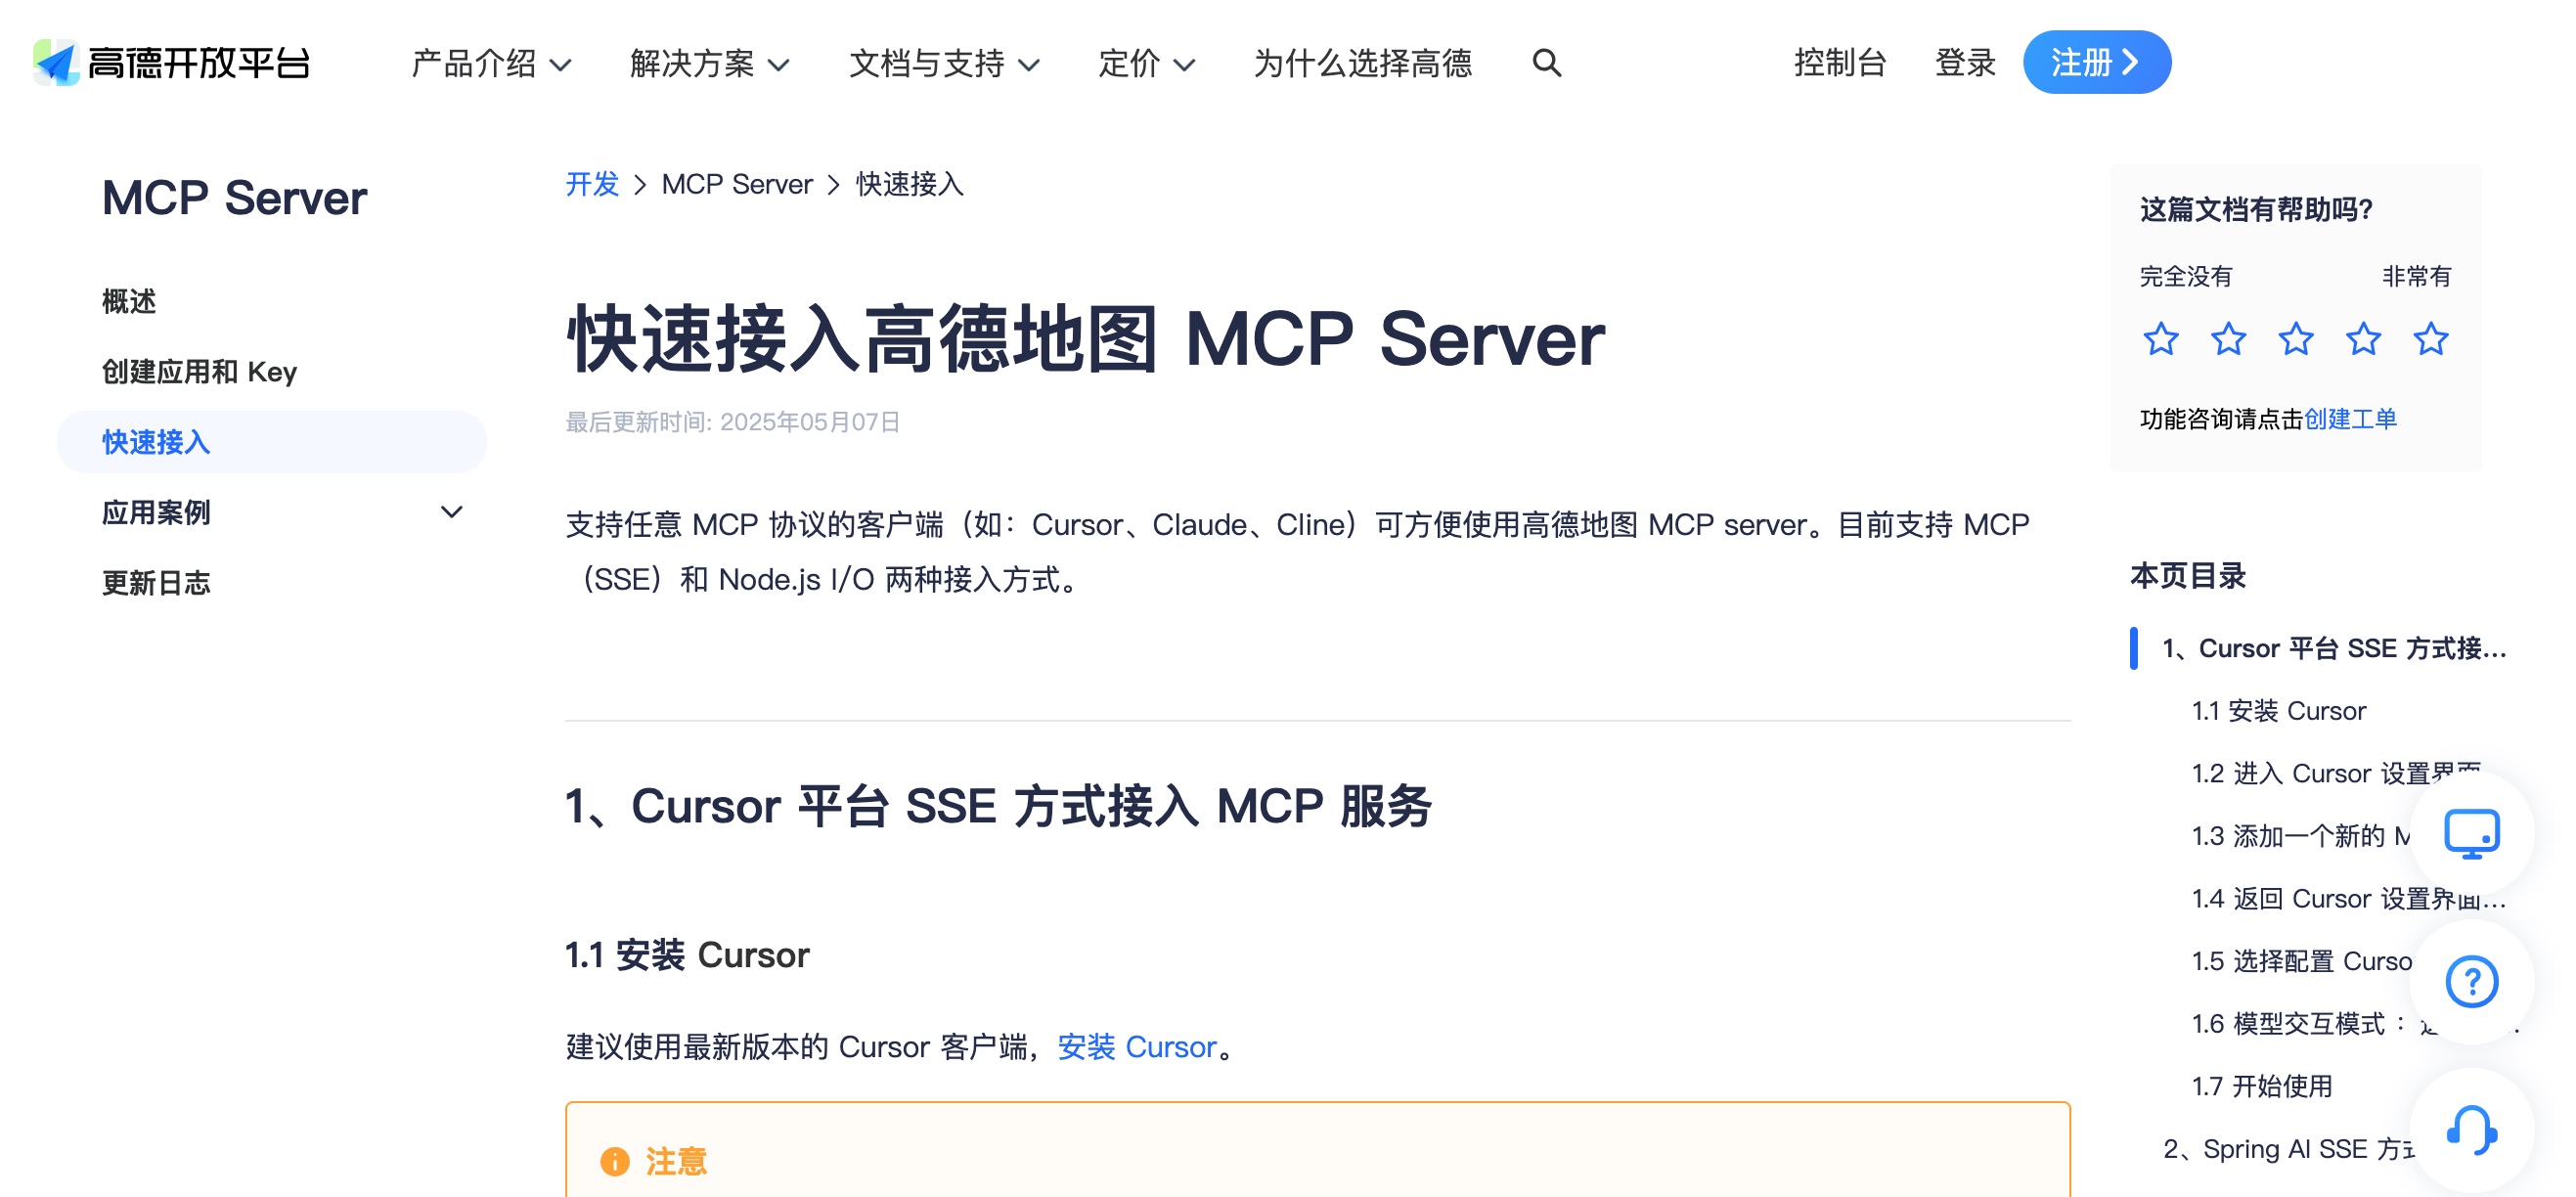 高德开放平台
产品介绍
解决方案
文档与支持
定价
为什么选择高德
控制台
登录
注册
MCP Server
概述
创建应用和 Key
快速接入
应用案例
更新日志
开发 > MCP Server > 快速接入
快速接入高德地图 MCP Server
最后更新时间: 2025年05月07日
支持任意 MCP 协议的客户端（如：Cursor、Claude、Cline）可方便使用高德地图 MCP server。目前支持 MCP
（SSE）和 Node.js I/O 两种接入方式。
1、Cursor 平台 SSE 方式接入 MCP 服务
1.1 安装 Cursor
建议使用最新版本的 Cursor 客户端，安装 Cursor。
注意
这篇文档有帮助吗?
完全没有
非常有
功能咨询请点击创建工单
本页目录
1、Cursor 平台 SSE 方式接...
1.1 安装 Cursor
1.2 进入 Cursor 设置界面
1.3 添加一个新的
1.4 返回 Cursor 设置界面...
1.5 选择配置 Curso
1.6 模型交互模式：
1.7 开始使用
2、Spring AI SSE 方式